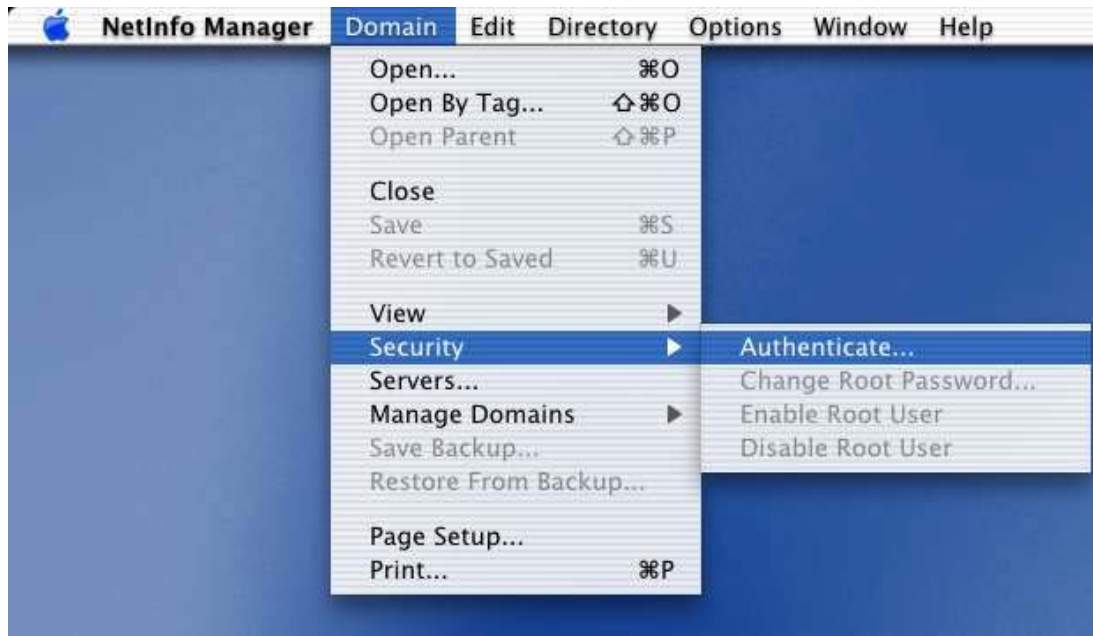 NetInfo Manager Domain Edit Directory Options Window Help
Open... ⌘O
Open By Tag... ⇧⌘O
Open Parent ⇧⌘P
Close
Save ⌘S
Revert to Saved ⌘U
View
Security
Servers...
Manage Domains
Save Backup...
Restore From Backup...
Page Setup...
Print... ⌘P
Authenticate...
Change Root Password...
Enable Root User
Disable Root User